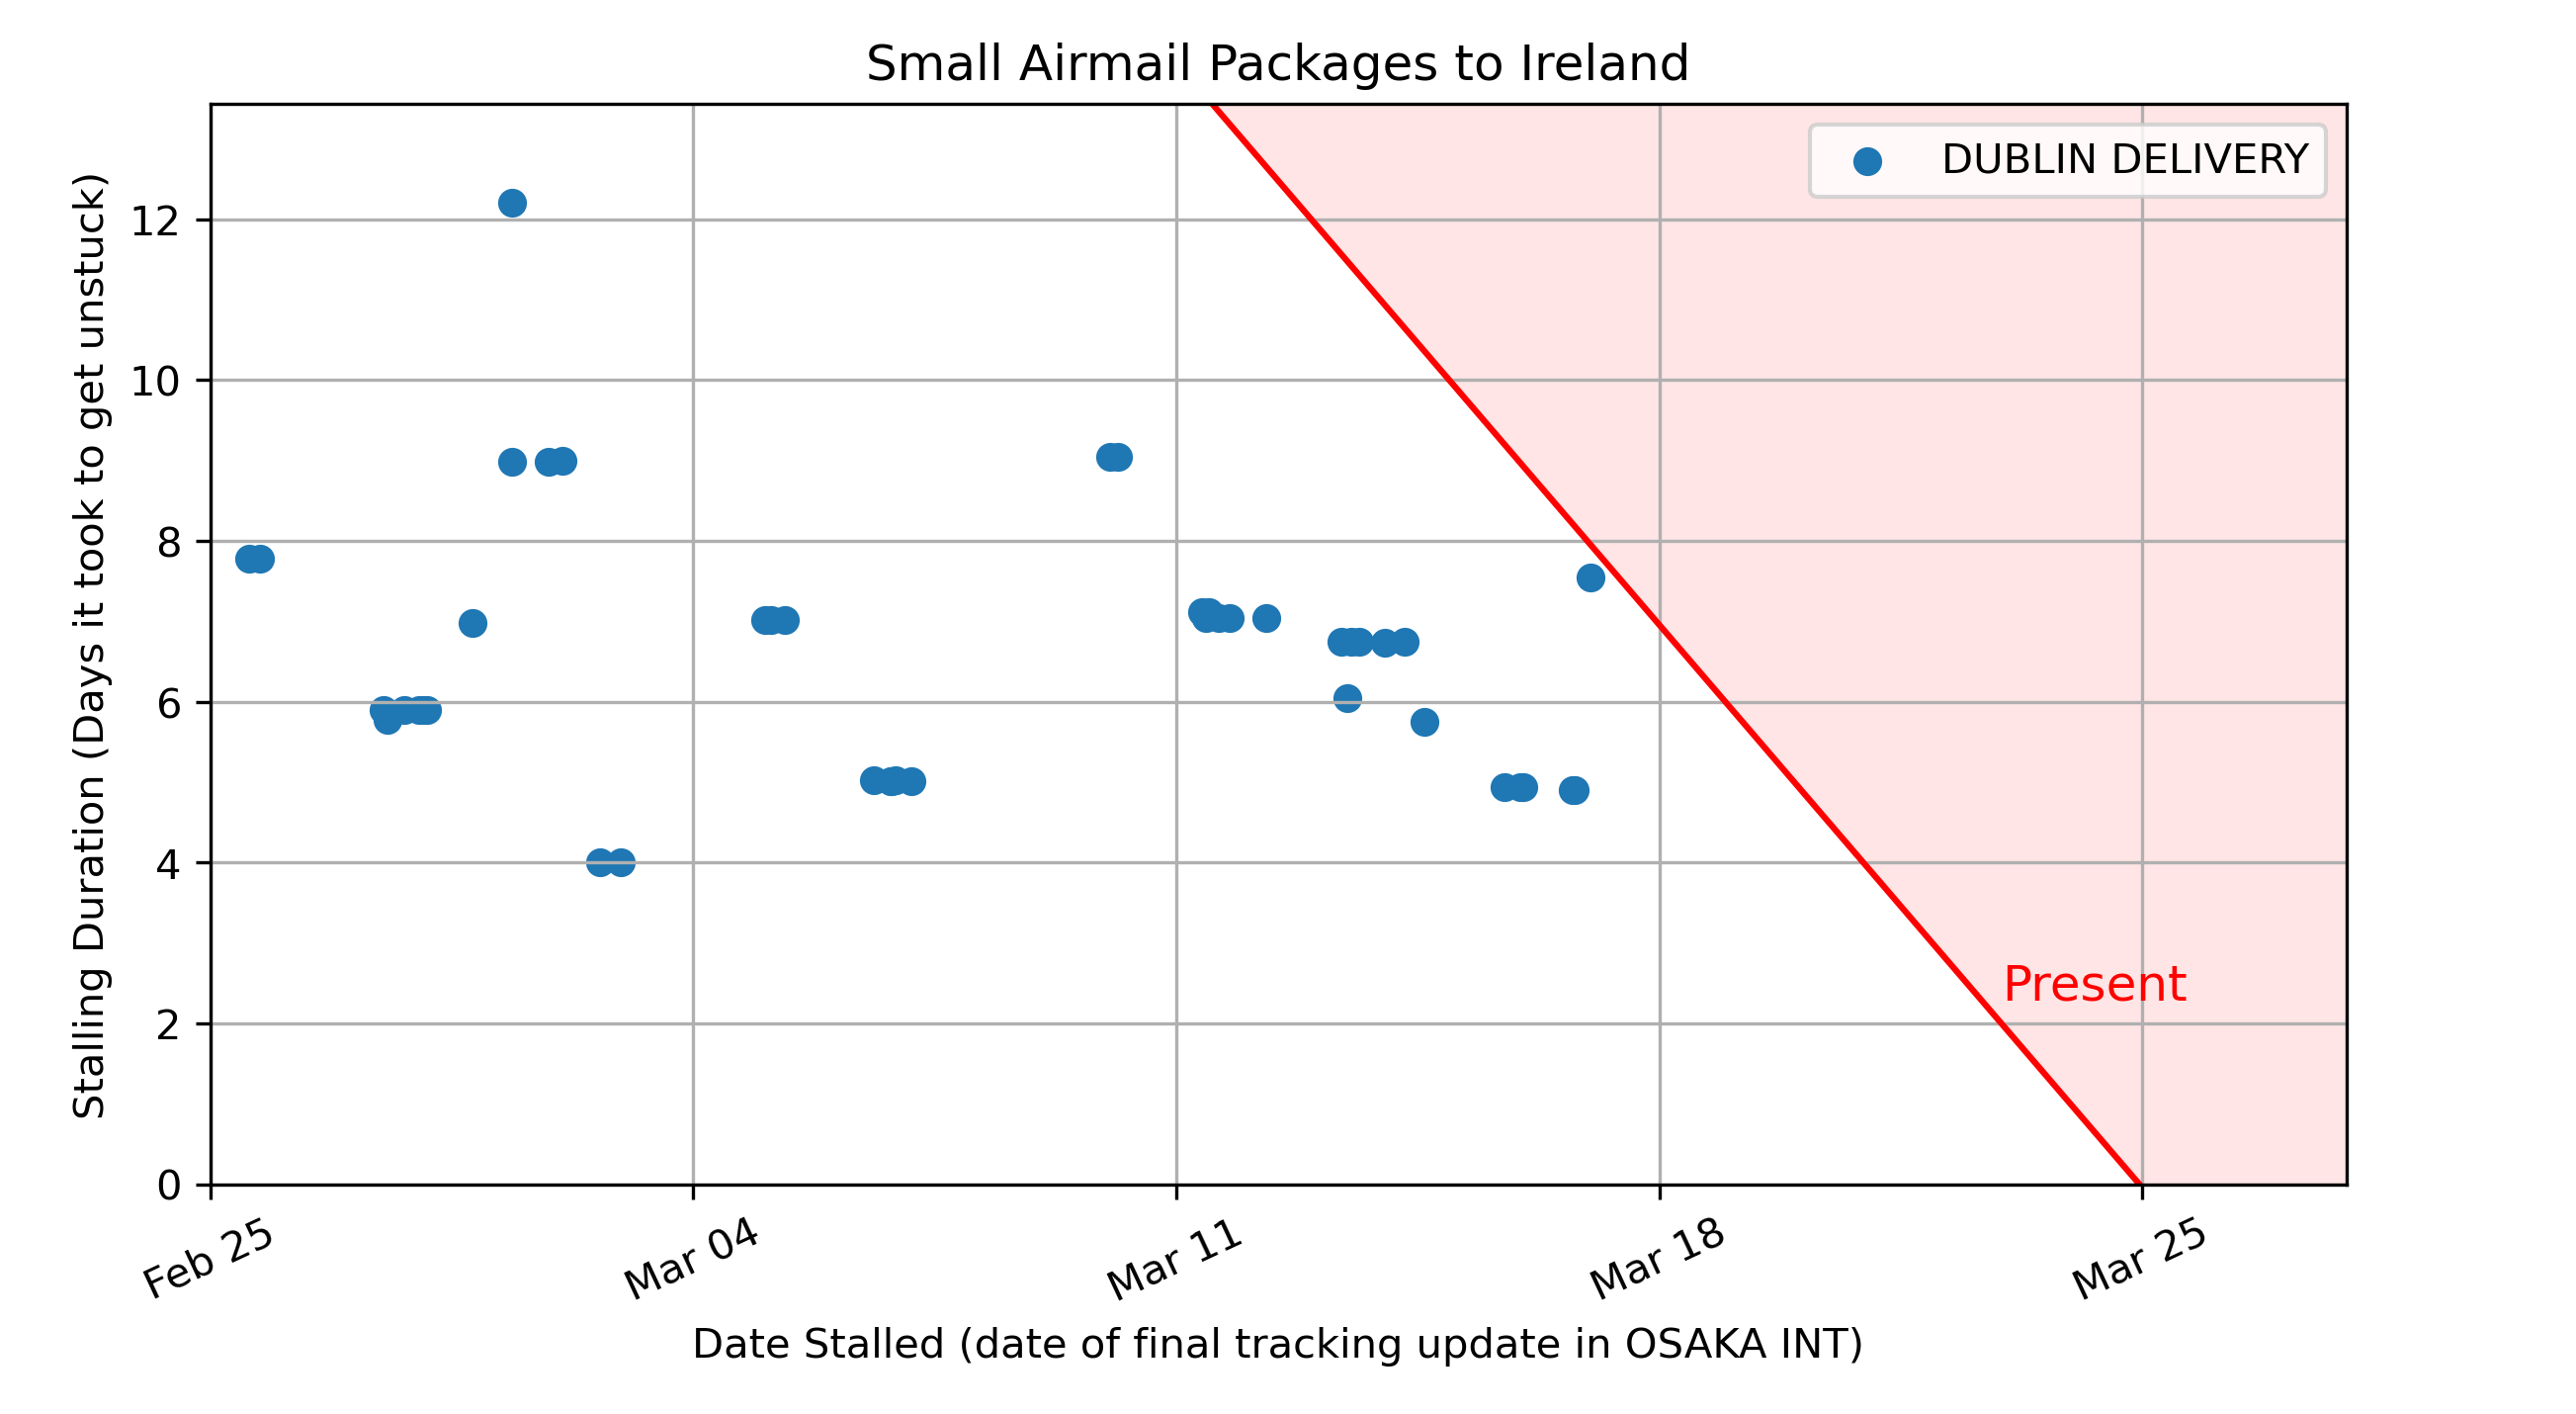 Small Airmail Packages to Ireland
DUBLIN DELIVERY
Stalling Duration (Days it took to get unstuck)
12
10
8
6
4
2
0
Present
Feb 25
Mar 04
Mar 11
Mar 18
Mar 25
Date Stalled (date of final tracking update in OSAKA INT)